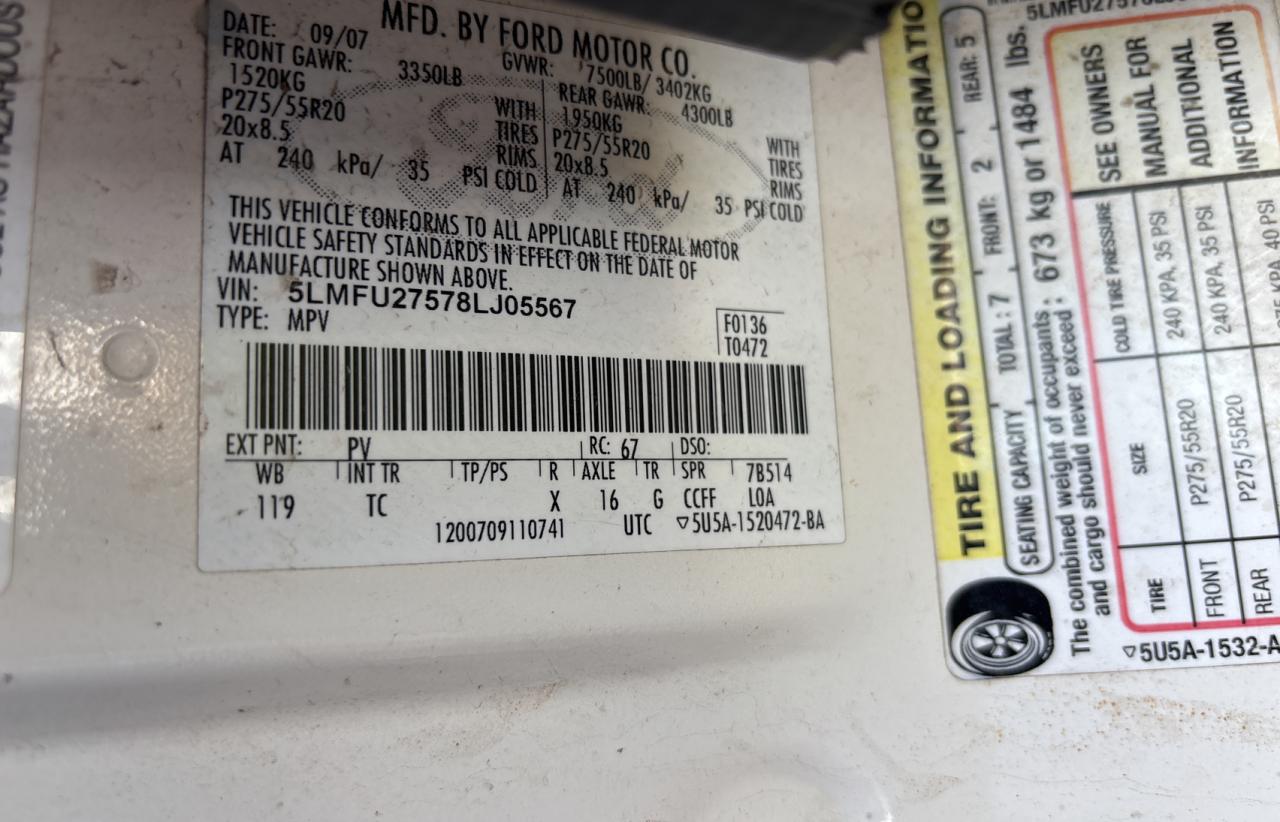 MFD. BY FORD MOTOR CO.
DATE: 09/07
GVWR: 7500LB/ 3402KG
FRONT GAWR: 3350LB
REAR GAWR: 4300LB
1520KG
1950KG
P275/55R20 WITH TIRES
P275/55R20 WITH TIRES
20x8.5 RIMS
20x8.5 RIMS
AT 240 kPa/ 35 PSI COLD
AT 240 kPa/ 35 PSI COLD
THIS VEHICLE CONFORMS TO ALL APPLICABLE FEDERAL MOTOR
VEHICLE SAFETY STANDARDS IN EFFECT ON THE DATE OF
MANUFACTURE SHOWN ABOVE.
VIN: 5LMFU27578LJ05567
TYPE: MPV
F0136
T0472
EXT PNT: PV RC: 67 DSO:
WB INT TR TP/PS R AXLE TR SPR 7B514
119 TC X 16 G CCFF LOA
1200709110741 UTC ▽5U5A-1520472-BA
TIRE AND LOADING INFORMATIO
SEATING CAPACITY TOTAL : 7 FRONT: 2 REAR: 5
The combined weight of occupants : 673 kg or 1484 lbs.
and cargo should never exceed :
TIRE SIZE COLD TIRE PRESSURE
FRONT P275/55R20 240 KPA, 35 PSI
REAR P275/55R20 240 KPA, 35 PSI
40 PSI
SEE OWNERS
MANUAL FOR
ADDITIONAL
INFORMATION
▽5U5A-1532-A
HAZARDOUS